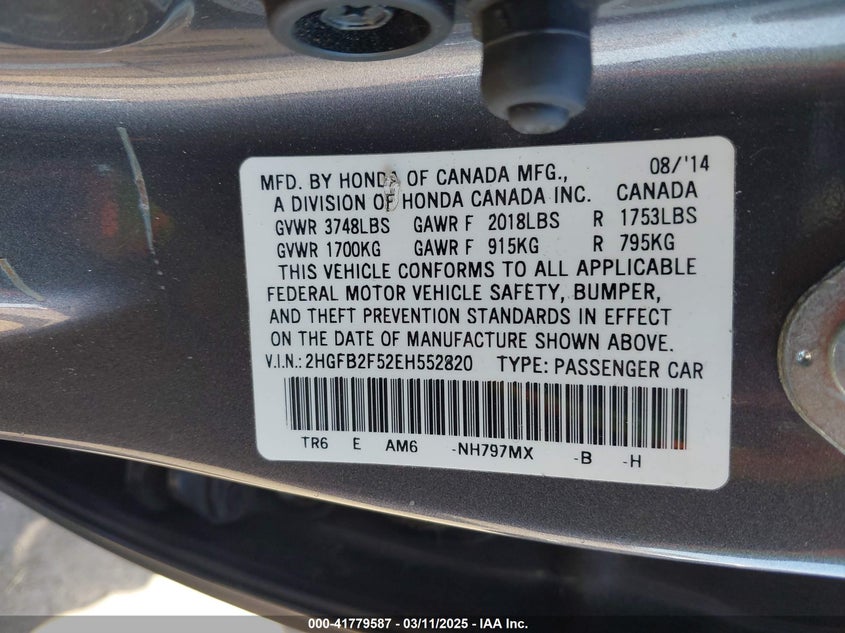 MFD. BY HONDA OF CANADA MFG., 08/'14
A DIVISION OF HONDA CANADA INC. CANADA
GVWR 3748LBS GAWR F 2018LBS R 1753LBS
GVWR 1700KG GAWR F 915KG R 795KG
THIS VEHICLE CONFORMS TO ALL APPLICABLE
FEDERAL MOTOR VEHICLE SAFETY, BUMPER,
AND THEFT PREVENTION STANDARDS IN EFFECT
ON THE DATE OF MANUFACTURE SHOWN ABOVE.
V.I.N.: 2HGFB2F52EH552820 TYPE: PASSENGER CAR
TR6 E AM6 -NH797MX -B -H
000-41779587 — 03/11/2025 — IAA Inc.